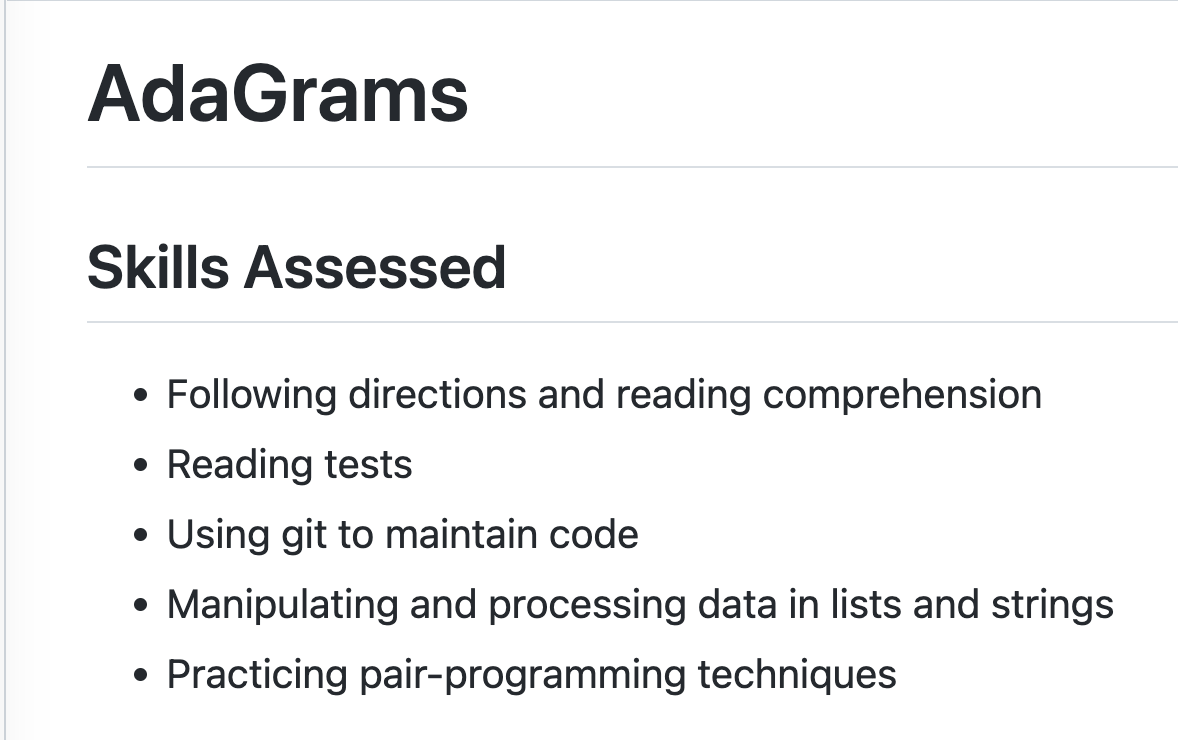 AdaGrams
Skills Assessed
• Following directions and reading comprehension
• Reading tests
• Using git to maintain code
• Manipulating and processing data in lists and strings
• Practicing pair-programming techniques